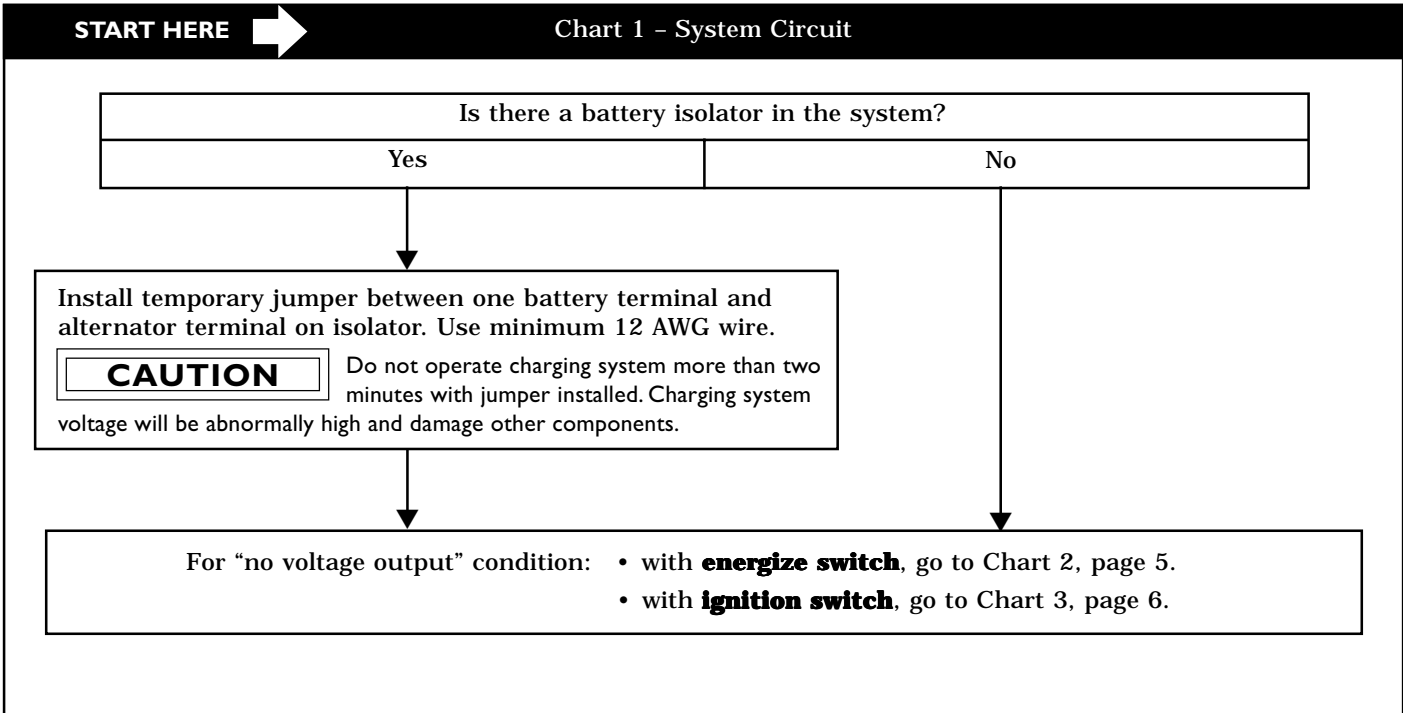 START HERE
Chart 1 – System Circuit
Is there a battery isolator in the system?
Yes
No
Install temporary jumper between one battery terminal and
alternator terminal on isolator. Use minimum 12 AWG wire.
CAUTION
Do not operate charging system more than two
minutes with jumper installed. Charging system
voltage will be abnormally high and damage other components.
For “no voltage output” condition:
• with energize switch, go to Chart 2, page 5.
• with ignition switch, go to Chart 3, page 6.